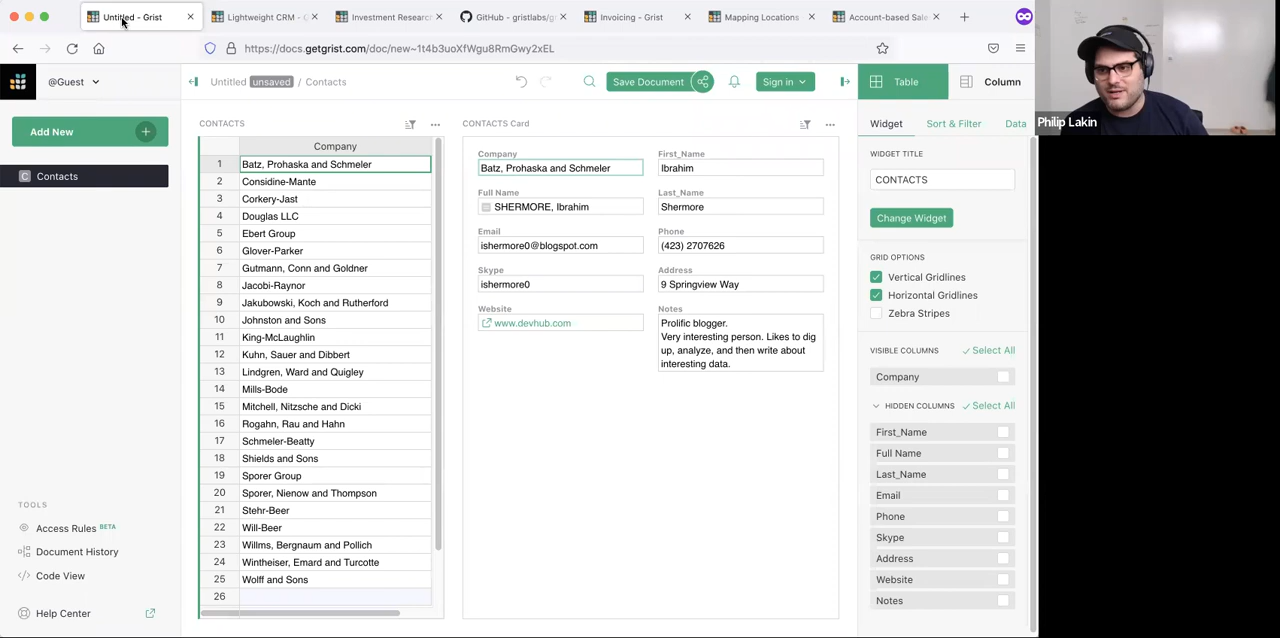 Untitled - Grist
Lightweight CRM - G
Investment Researc
GitHub - gristlabs/g
Invoicing - Grist
Mapping Locations
Account-based Sale
https://docs.getgrist.com/doc/new~1t4b3uoXfWgu8RmGwy2xEL
@Guest
Untitled unsaved / Contacts
Save Document
Sign in
Table
Column
Philip Lakin
Add New
Contacts
TOOLS
Access Rules BETA
Document History
Code View
Help Center
CONTACTS
Company
1 Batz, Prohaska and Schmeler
2 Considine-Mante
3 Corkery-Jast
4 Douglas LLC
5 Ebert Group
6 Glover-Parker
7 Gutmann, Conn and Goldner
8 Jacobi-Raynor
9 Jakubowski, Koch and Rutherford
10 Johnston and Sons
11 King-McLaughlin
12 Kuhn, Sauer and Dibbert
13 Lindgren, Ward and Quigley
14 Mills-Bode
15 Mitchell, Nitzsche and Dicki
16 Rogahn, Rau and Hahn
17 Schmeler-Beatty
18 Shields and Sons
19 Sporer Group
20 Sporer, Nienow and Thompson
21 Stehr-Beer
22 Will-Beer
23 Willms, Bergnaum and Pollich
24 Wintheiser, Emard and Turcotte
25 Wolff and Sons
26
CONTACTS Card
Company
Batz, Prohaska and Schmeler
First_Name
Ibrahim
Full Name
SHERMORE, Ibrahim
Last_Name
Shermore
Email
ishermore0@blogspot.com
Phone
(423) 2707626
Skype
ishermore0
Address
9 Springview Way
Website
www.devhub.com
Notes
Prolific blogger.
Very interesting person. Likes to dig
up, analyze, and then write about
interesting data.
Widget
Sort & Filter
Data
WIDGET TITLE
CONTACTS
Change Widget
GRID OPTIONS
Vertical Gridlines
Horizontal Gridlines
Zebra Stripes
VISIBLE COLUMNS
Select All
Company
HIDDEN COLUMNS
Select All
First_Name
Full Name
Last_Name
Email
Phone
Skype
Address
Website
Notes